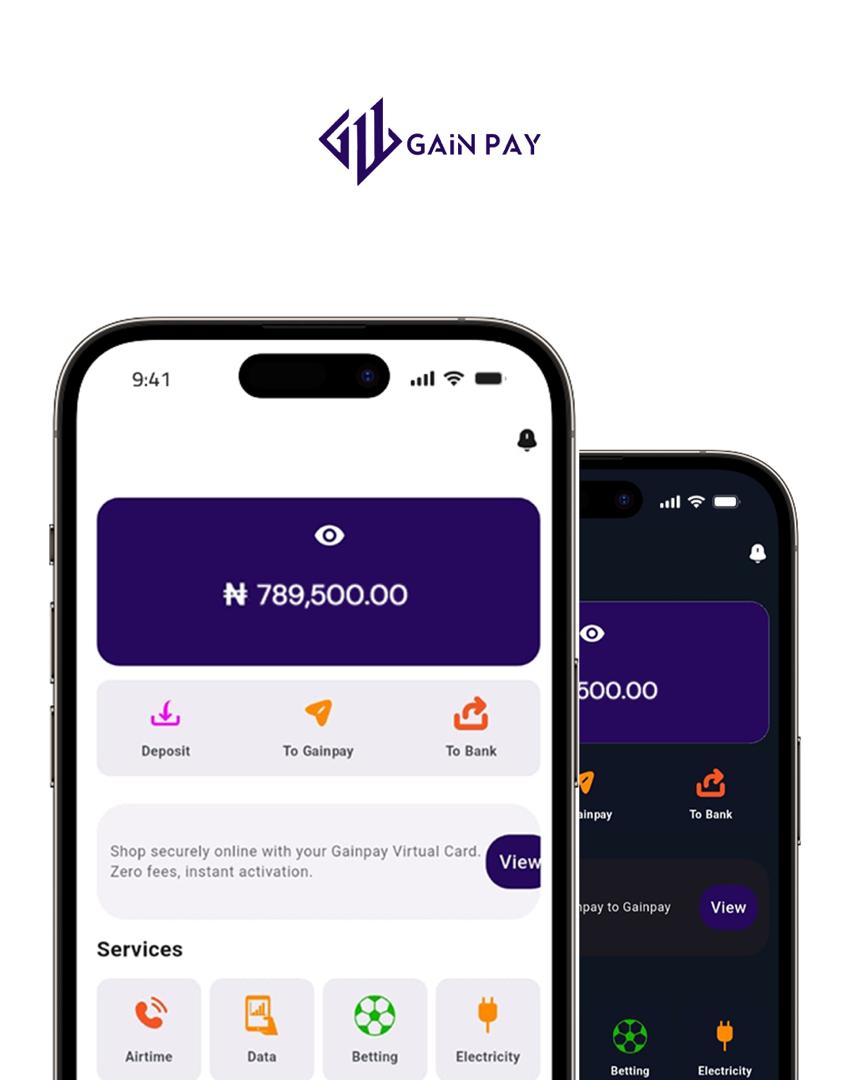 GAiN PAY
9:41
₦ 789,500.00
Deposit
To Gainpay
To Bank
Shop securely online with your Gainpay Virtual Card.
Zero fees, instant activation.
View
Services
Airtime
Data
Betting
Electricity
500.00
ainpay
To Bank
npay to Gainpay
View
Betting
Electricity